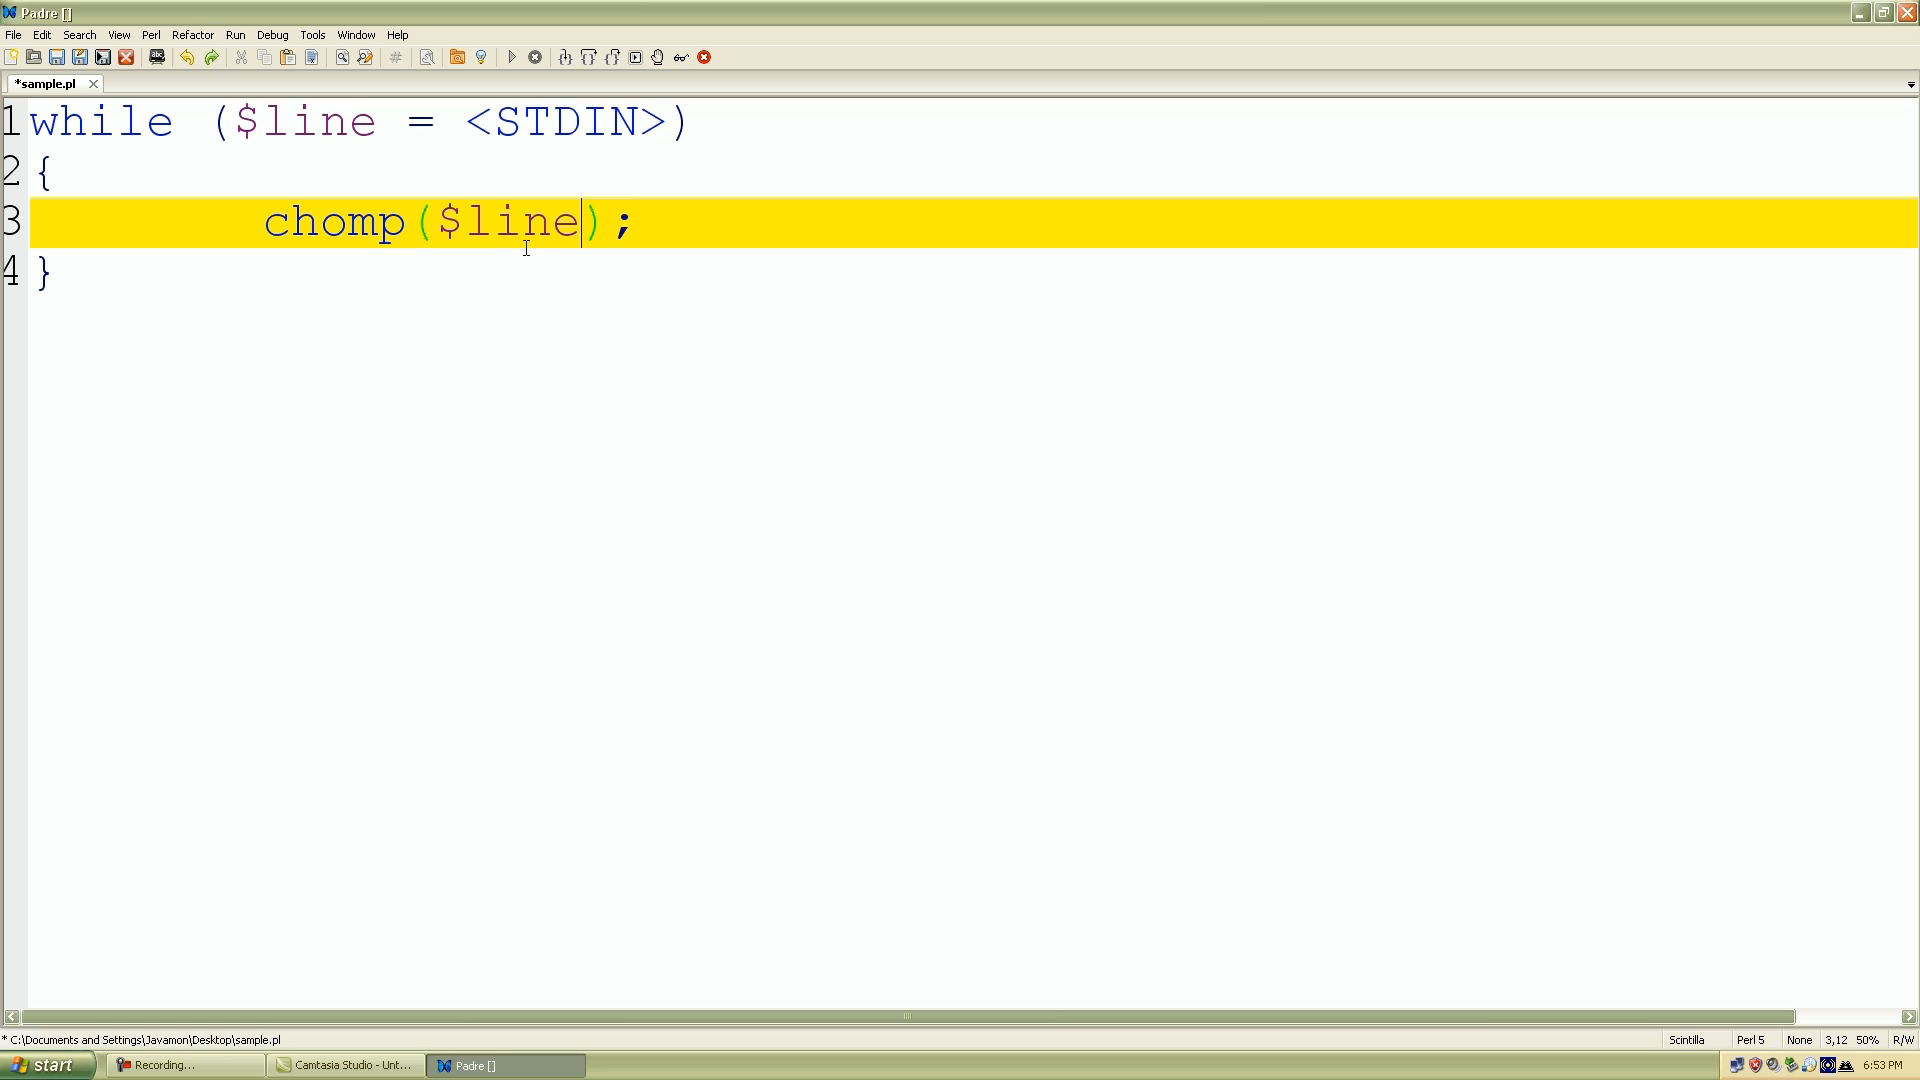 Padre []
File Edit Search View Perl Refactor Run Debug Tools Window Help
*sample.pl
1 while ($line = <STDIN>)
2 {
3 chomp($line);
4 }
* C:\Documents and Settings\Javamon\Desktop\sample.pl Scintilla Perl 5 None 3,12 50% R/W
start Recording... Camtasia Studio - Unt... Padre [] 6:53 PM